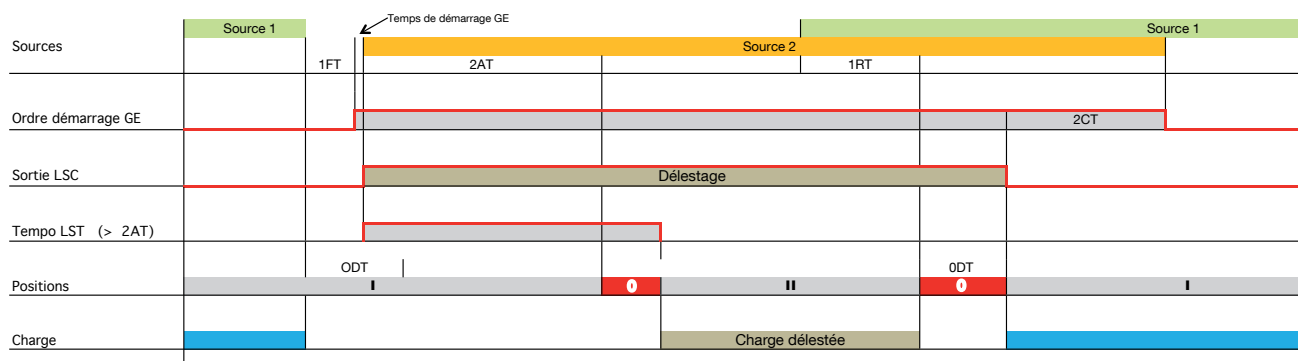 Temps de démarrage GE
Source 1
Source 1
Sources
Source 2
1FT
2AT
1RT
Ordre démarrage GE
2CT
Sortie LSC
Délestage
Tempo LST (> 2AT)
ODT
0DT
Positions
I
0
II
0
I
Charge
Charge délestée